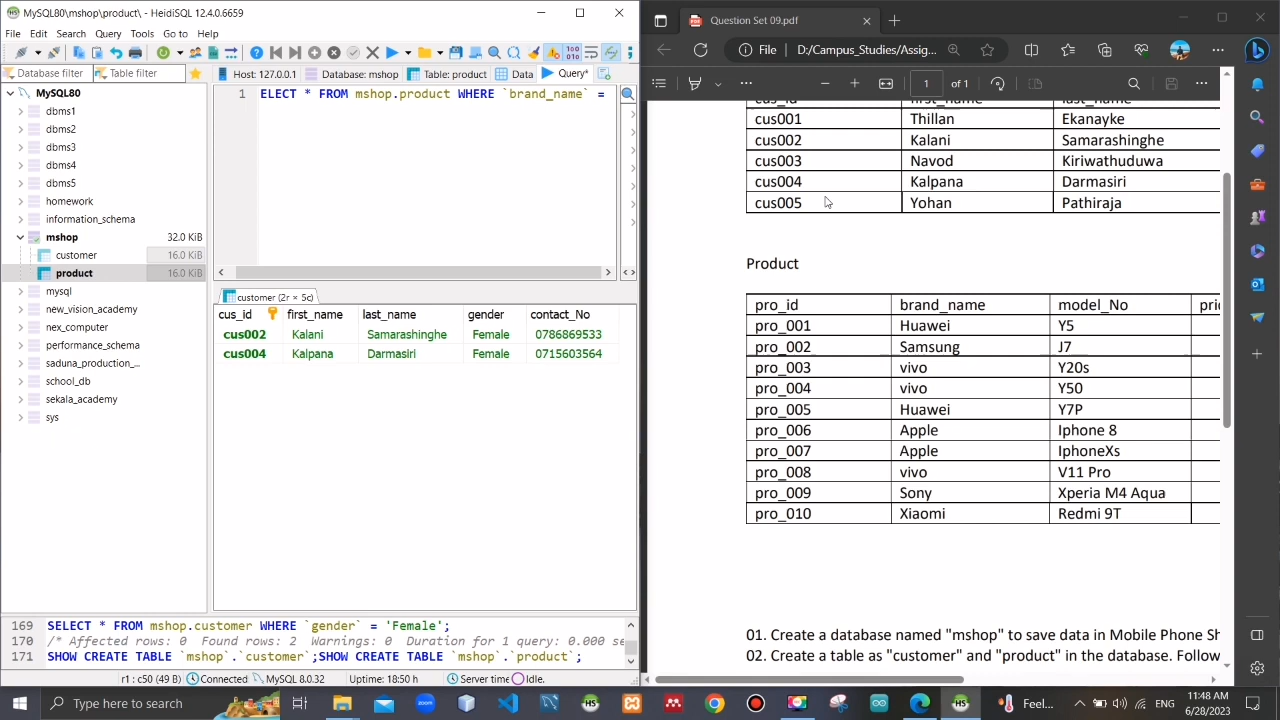 MySQL80\mshop\product\ - HeidiSQL 12.4.0.6659
File Edit Search Query Tools Go to Help
Database filter Table filter
Host: 127.0.0.1 Database: mshop Table: product Data Query*
MySQL80
dbms1
dbms2
dbms3
dbms4
dbms5
homework
information_schema
mshop 32.0 KiB
customer 16.0 KiB
product 16.0 KiB
mysql
new_vision_academy
nex_computer
performance_schema
saduna_production_...
school_db
sekala_academy
sys
1 ELECT * FROM mshop.product WHERE `brand_name` =
customer (2r × 5c)
cus_id first_name last_name gender contact_No
cus002 Kalani Samarashinghe Female 0786869533
cus004 Kalpana Darmasiri Female 0715603564
169 SELECT * FROM mshop.customer WHERE `gender` = 'Female';
170 /* Affected rows: 0 Found rows: 2 Warnings: 0 Duration for 1 query: 0.000 se
171 SHOW CREATE TABLE `mshop`.`customer`;SHOW CREATE TABLE `mshop`.`product`;
r1 : c50 (49 B) Connected MySQL 8.0.32 Uptime: 18:50 h Server time Idle.
Question Set 09.pdf
File D:/Campus_Studies/Assig...
1 of 1
cus_id first_name last_name
cus001 Thillan Ekanayke
cus002 Kalani Samarashinghe
cus003 Navod Kiriwathuduwa
cus004 Kalpana Darmasiri
cus005 Yohan Pathiraja
Product
pro_id brand_name model_No pric
pro_001 Huawei Y5
pro_002 Samsung J7
pro_003 vivo Y20s
pro_004 vivo Y50
pro_005 Huawei Y7P
pro_006 Apple Iphone 8
pro_007 Apple IphoneXs
pro_008 vivo V11 Pro
pro_009 Sony Xperia M4 Aqua
pro_010 Xiaomi Redmi 9T
01. Create a database named "mshop" to save data in Mobile Phone Sh
02. Create a table as "customer" and "product" in the database. Follow
Type here to search
zoom
HS
Feel...
ENG
11:48 AM
6/28/2023